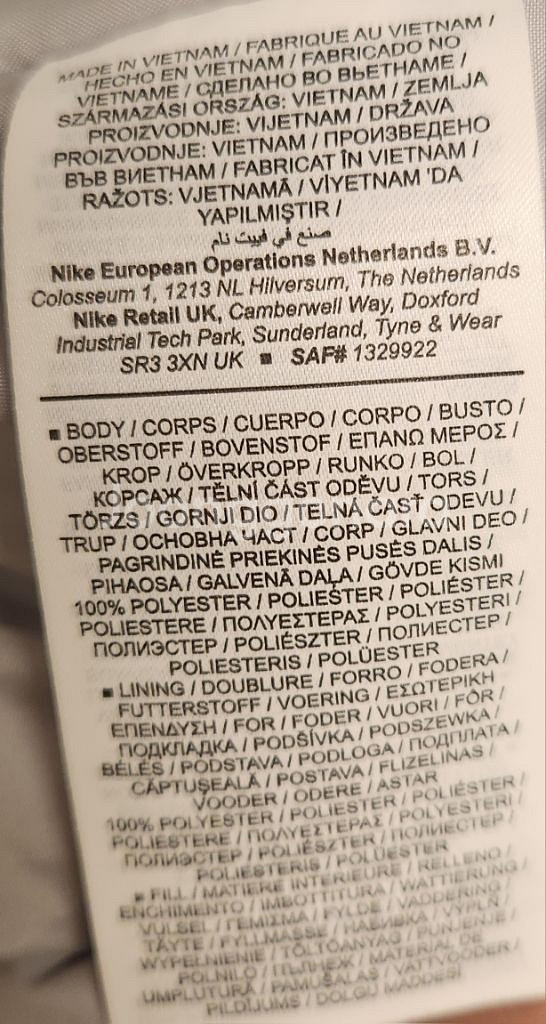 MADE IN VIETNAM / FABRIQUE AU VIETNAM /
HECHO EN VIETNAM / FABRICADO NO
VIETNAME / СДЕЛАНО ВО ВЬЕТНАМЕ /
SZÁRMAZÁSI ORSZÁG: VIETNAM / ZEMLJA
PROIZVODNJE: VIJETNAM / DRŽAVA
PROIZVODNJE: VIETNAM / ПРОИЗВЕДЕНО
ВЪВ ВИЕТНАМ / FABRICAT ÎN VIETNAM /
RAŽOTS: VJETNAMĀ / VİYETNAM 'DA
YAPILMIŞTIR /
صنع في فييت نام
Nike European Operations Netherlands B.V.
Colosseum 1, 1213 NL Hilversum, The Netherlands
Nike Retail UK, Camberwell Way, Doxford
Industrial Tech Park, Sunderland, Tyne & Wear
SR3 3XN UK ■ SAF# 1329922
■ BODY / CORPS / CUERPO / CORPO / BUSTO /
OBERSTOFF / BOVENSTOF / ΕΠΑΝΩ ΜΕΡΟΣ /
KROP / ÖVERKROPP / RUNKO / BOL /
КОРСАЖ / TĚLNÍ ČÁST ODĚVU / TORS /
TÖRZS / GORNJI DIO / TELNÁ ČASŤ ODEVU /
TRUP / ОСНОВНА ЧАСТ / CORP / GLAVNI DEO /
PAGRINDINĖ PRIEKINĖS PUSĖS DALIS /
PIHAOSA / GALVENĀ DAĻA / GÖVDE KISMI
100% POLYESTER / POLIESTER / POLIÉSTER /
POLIESTERE / ΠΟΛΥΕΣΤΕΡΑΣ / POLYESTERI /
ПОЛИЭСТЕР / POLIÉSZTER / ПОЛИЕСТЕР /
POLIESTERIS / POLÜESTER
■ LINING / DOUBLURE / FORRO / FODERA /
FUTTERSTOFF / VOERING / ΕΣΩΤΕΡΙΚΗ
ΕΠΕΝΔΥΣΗ / FOR / FODER / VUORI / FÔR /
ПОДКЛАДКА / PODŠÍVKA / PODSZEWKA /
BÉLÉS / PODSTAVA / PODLOGA / ПОДПЛАТА /
CĂPTUŞEALĂ / POSTAVA / FLIZELINAS /
VOODER / ODERE / ASTAR
100% POLYESTER / POLIESTER / POLIÉSTER /
POLIESTERE / ΠΟΛΥΕΣΤΕΡΑΣ / POLYESTERI /
ПОЛИЭСТЕР / POLIÉSZTER / ПОЛИЕСТЕР /
POLIESTERIS / POLÜESTER
■ FILL / MATIERE INTERIEURE / RELLENO /
ENCHIMENTO / IMBOTTITURA / WATTIERUNG /
VULSEL / ΓΕΜΙΣΜΑ / FYLDE / VADDERING /
TÄYTE / FYLLMASSE / НАБИВКА / VÝPLŇ /
WYPEŁNIENIE / TÖLTŐANYAG / PUNJENJE /
POLNILO / ПЪЛНЕЖ / MATERIAL DE
UMPLUTURĂ / PAMUŠALAS / VATTVOODER /
PILDĪJUMS / DOLGU MADDESİ